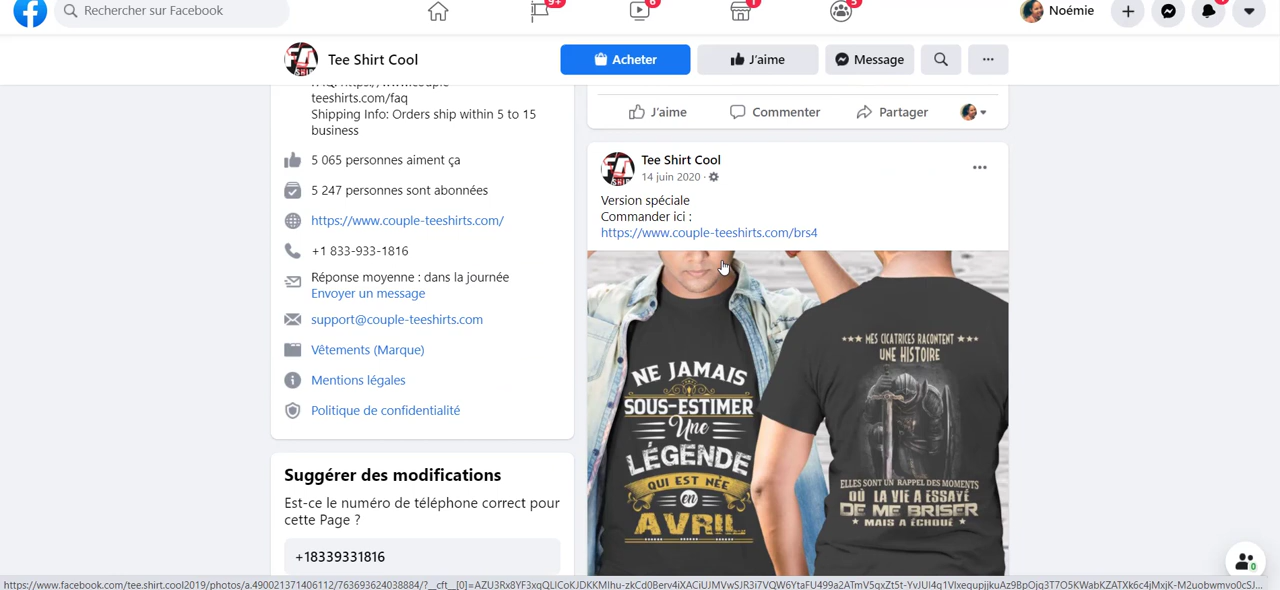 Rechercher sur Facebook
9+
6
1
5
Noémie
Tee Shirt Cool
Acheter
J'aime
Message
teeshirts.com/faq
Shipping Info: Orders ship within 5 to 15
business
5 065 personnes aiment ça
5 247 personnes sont abonnées
https://www.couple-teeshirts.com/
+1 833-933-1816
Réponse moyenne : dans la journée
Envoyer un message
support@couple-teeshirts.com
Vêtements (Marque)
Mentions légales
Politique de confidentialité
Suggérer des modifications
Est-ce le numéro de téléphone correct pour
cette Page ?
+18339331816
J'aime
Commenter
Partager
Tee Shirt Cool
14 juin 2020
Version spéciale
Commander ici :
https://www.couple-teeshirts.com/brs4
NE JAMAIS
SOUS-ESTIMER
Une
LÉGENDE
QUI EST NÉE
en
AVRIL
MES CICATRICES RACONTENT
UNE HISTOIRE
ELLES SONT UN RAPPEL DES MOMENTS
OÙ LA VIE A ESSAYÉ
DE ME BRISER
MAIS A ÉCHOUÉ
0